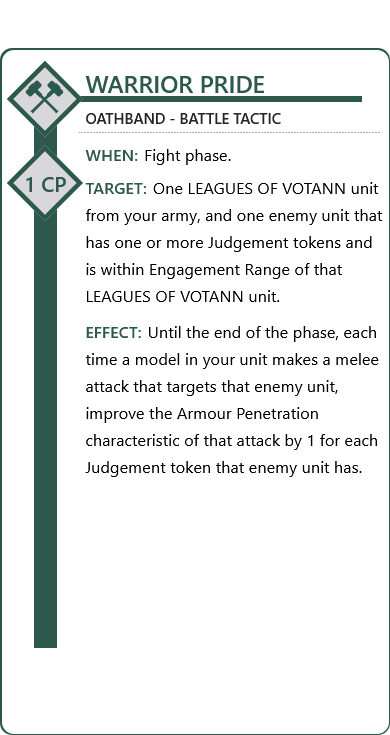 WARRIOR PRIDE
OATHBAND - BATTLE TACTIC
1 CP
WHEN: Fight phase.
TARGET: One LEAGUES OF VOTANN unit
from your army, and one enemy unit that
has one or more Judgement tokens and
is within Engagement Range of that
LEAGUES OF VOTANN unit.
EFFECT: Until the end of the phase, each
time a model in your unit makes a melee
attack that targets that enemy unit,
improve the Armour Penetration
characteristic of that attack by 1 for each
Judgement token that enemy unit has.